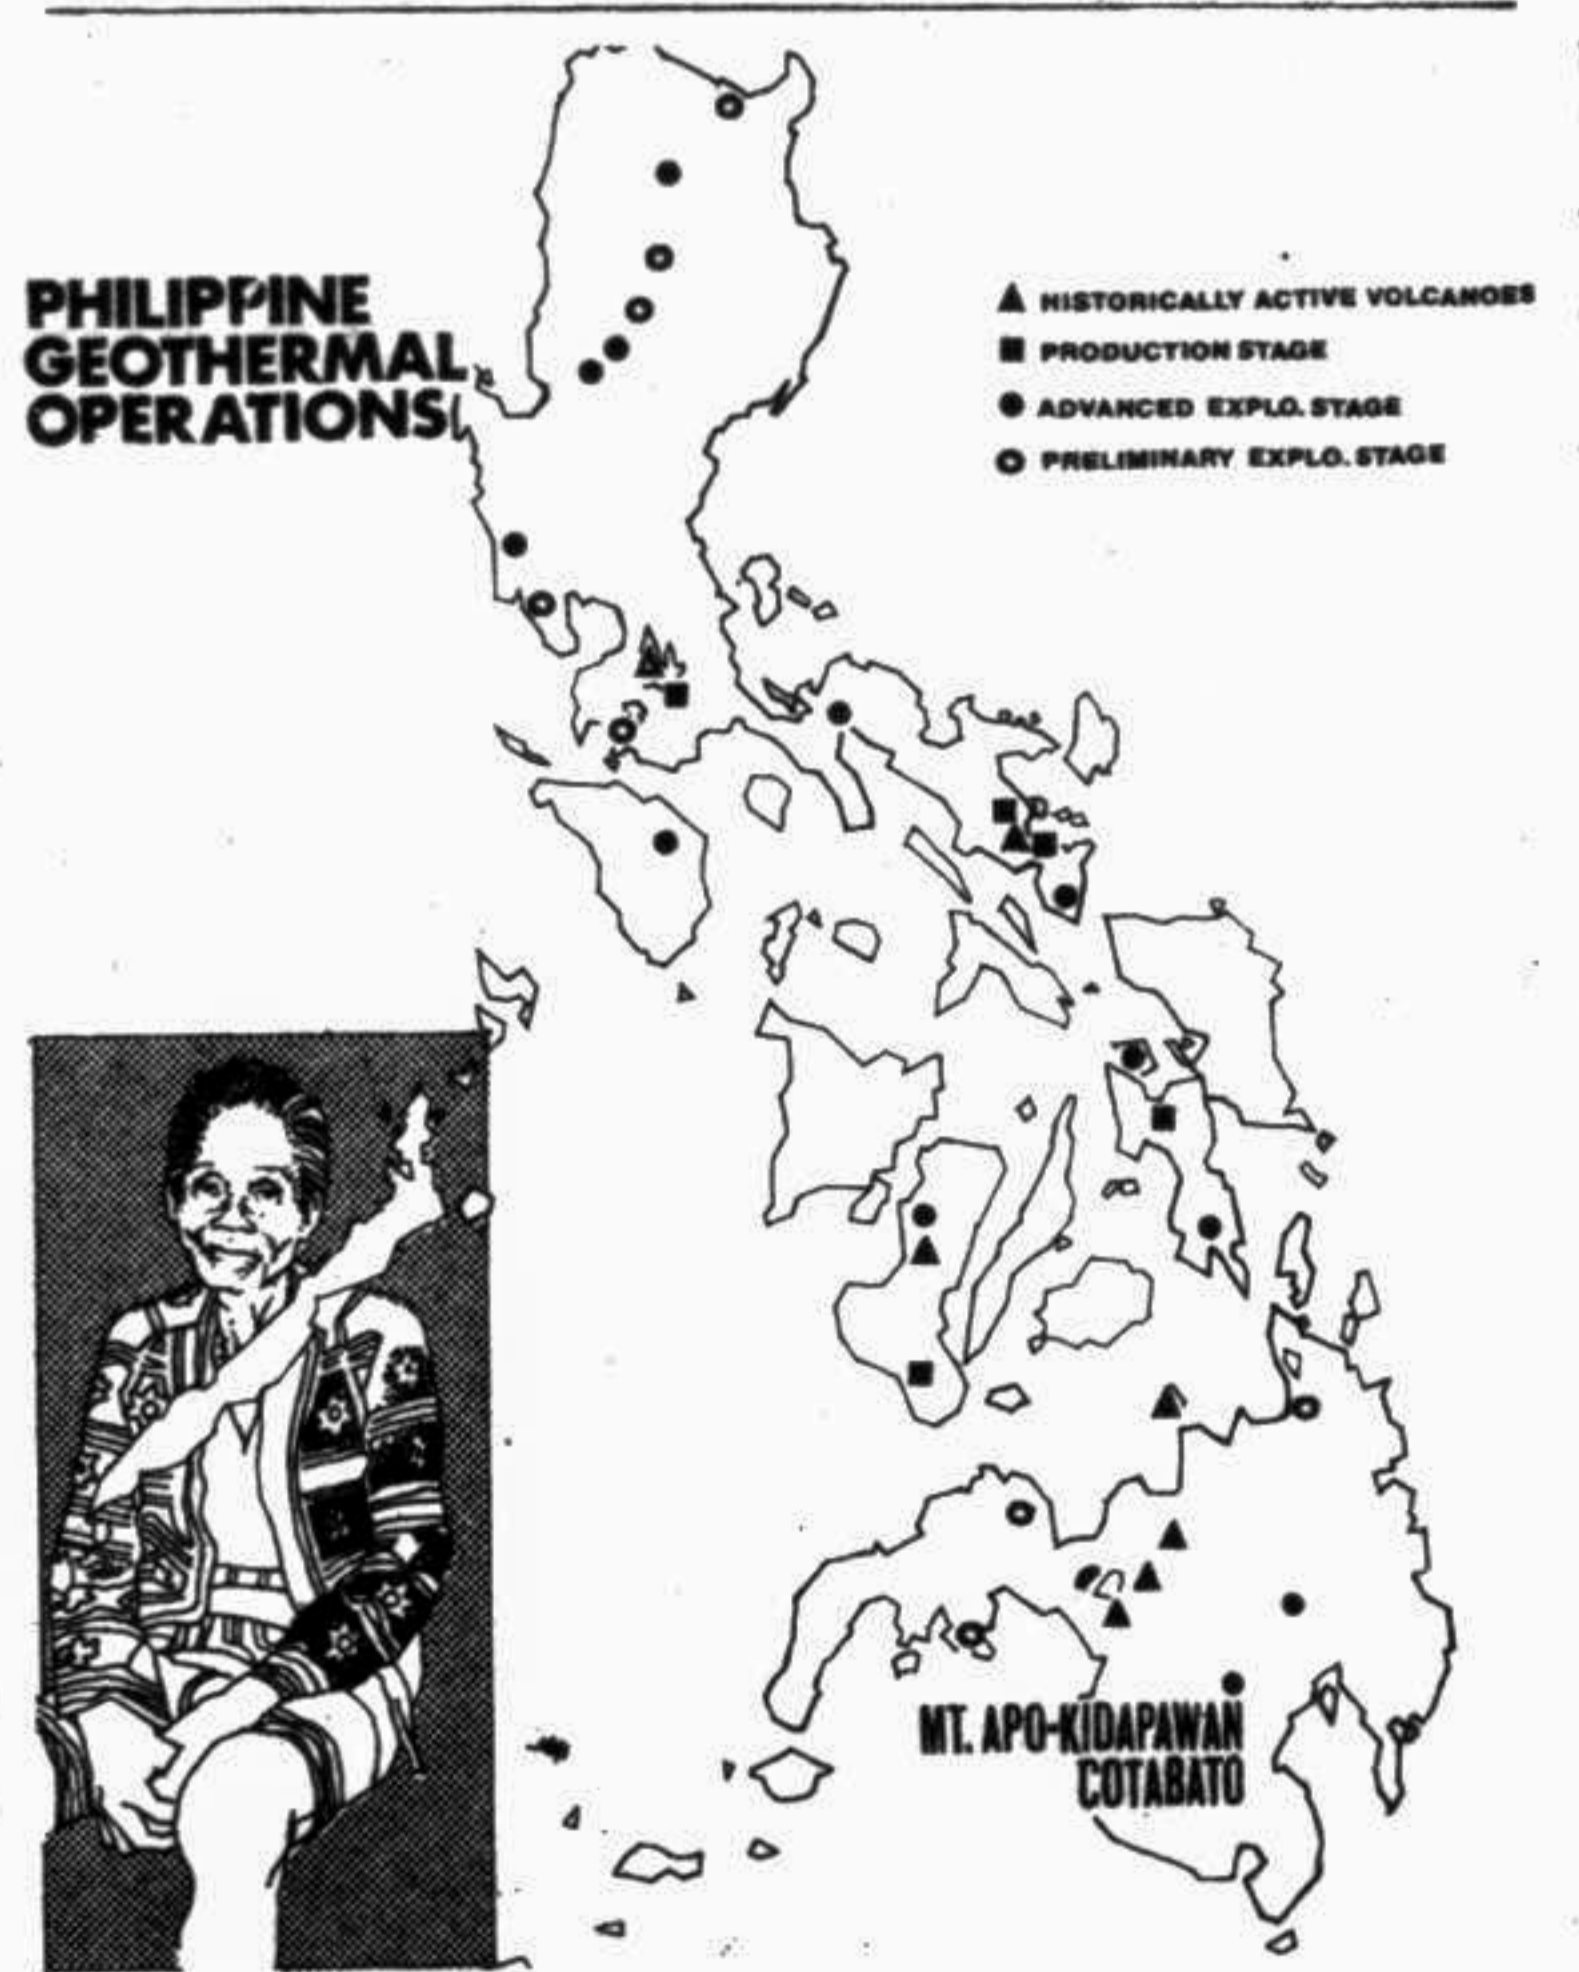 PHILIPPINE
GEOTHERMAL
OPERATIONS
HISTORICALLY ACTIVE VOLCANOES
PRODUCTION STAGE
ADVANCED EXPLO. STAGE
PRELIMINARY EXPLO. STAGE
MT. APO-KIDAPAWAN
COTABATO